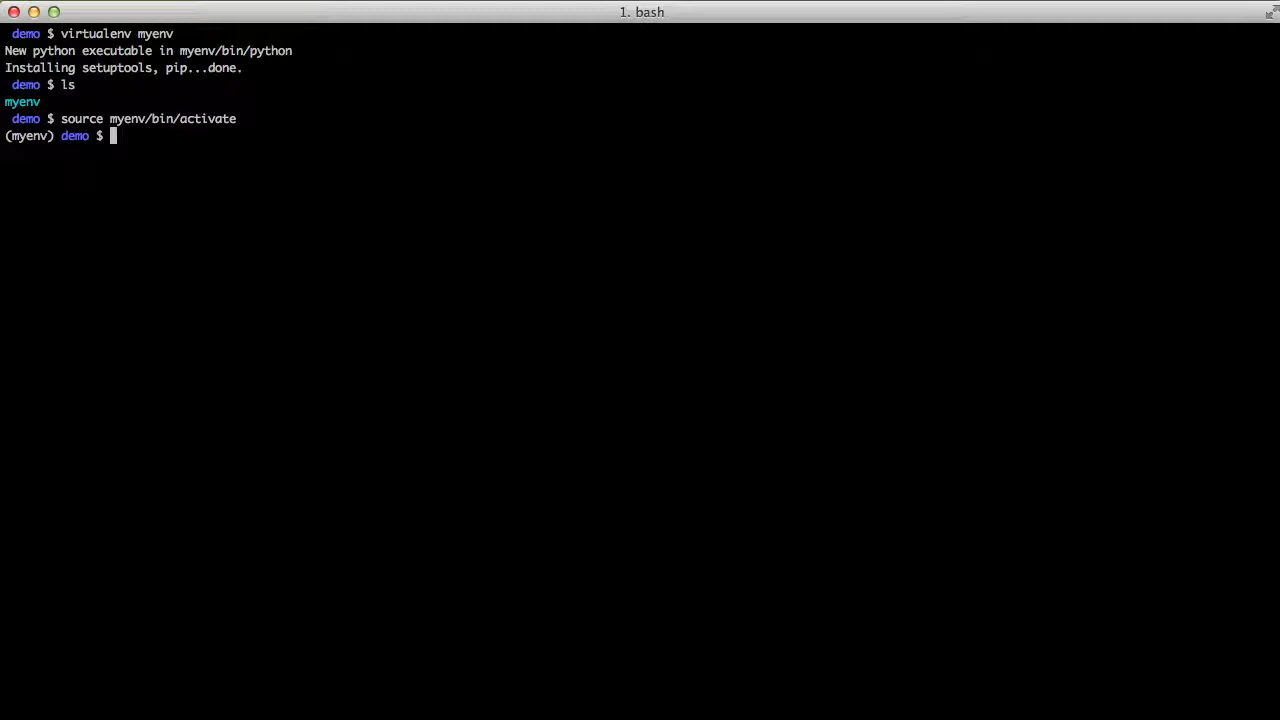 1. bash
demo $ virtualenv myenv
New python executable in myenv/bin/python
Installing setuptools, pip...done.
demo $ ls
myenv
demo $ source myenv/bin/activate
(myenv) demo $